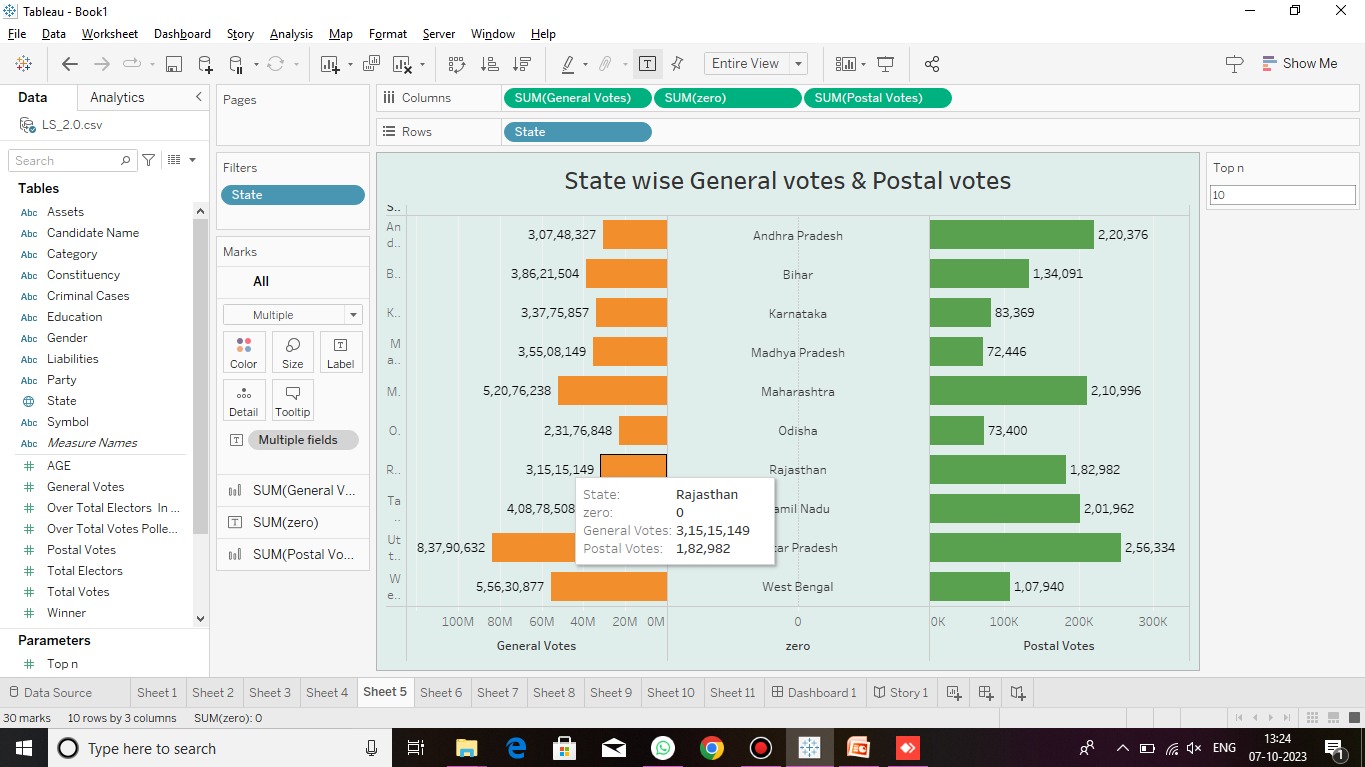 Tableau - Book1
File Data Worksheet Dashboard Story Analysis Map Format Server Window Help
Entire View
Show Me
Data Analytics
LS_2.0.csv
Search
Tables
Abc Assets
Abc Candidate Name
Abc Category
Abc Constituency
Abc Criminal Cases
Abc Education
Abc Gender
Abc Liabilities
Abc Party
State
Abc Symbol
Abc Measure Names
AGE
General Votes
Over Total Electors In ...
Over Total Votes Polle...
Postal Votes
Total Electors
Total Votes
Winner
Parameters
Top n
Pages
Filters
State
Marks
All
Multiple
Color Size Label
Detail Tooltip
Multiple fields
SUM(General V...
SUM(zero)
SUM(Postal Vo...
Columns SUM(General Votes) SUM(zero) SUM(Postal Votes)
Rows State
State wise General votes & Postal votes
S..
An
d..
3,07,48,327 Andhra Pradesh 2,20,376
B.. 3,86,21,504 Bihar 1,34,091
K.. 3,37,75,857 Karnataka 83,369
M
a..
3,55,08,149 Madhya Pradesh 72,446
M. 5,20,76,238 Maharashtra 2,10,996
O. 2,31,76,848 Odisha 73,400
R.. 3,15,15,149 Rajasthan 1,82,982
Ta
..
4,08,78,508 amil Nadu 2,01,962
Ut
t..
8,37,90,632 tar Pradesh 2,56,334
W
e..
5,56,30,877 West Bengal 1,07,940
State: Rajasthan
zero: 0
General Votes: 3,15,15,149
Postal Votes: 1,82,982
100M 80M 60M 40M 20M 0M 0 0K 100K 200K 300K
General Votes zero Postal Votes
Top n
10
Data Source Sheet 1 Sheet 2 Sheet 3 Sheet 4 Sheet 5 Sheet 6 Sheet 7 Sheet 8 Sheet 9 Sheet 10 Sheet 11 Dashboard 1 Story 1
30 marks 10 rows by 3 columns SUM(zero): 0
Type here to search
ENG
13:24
07-10-2023
1